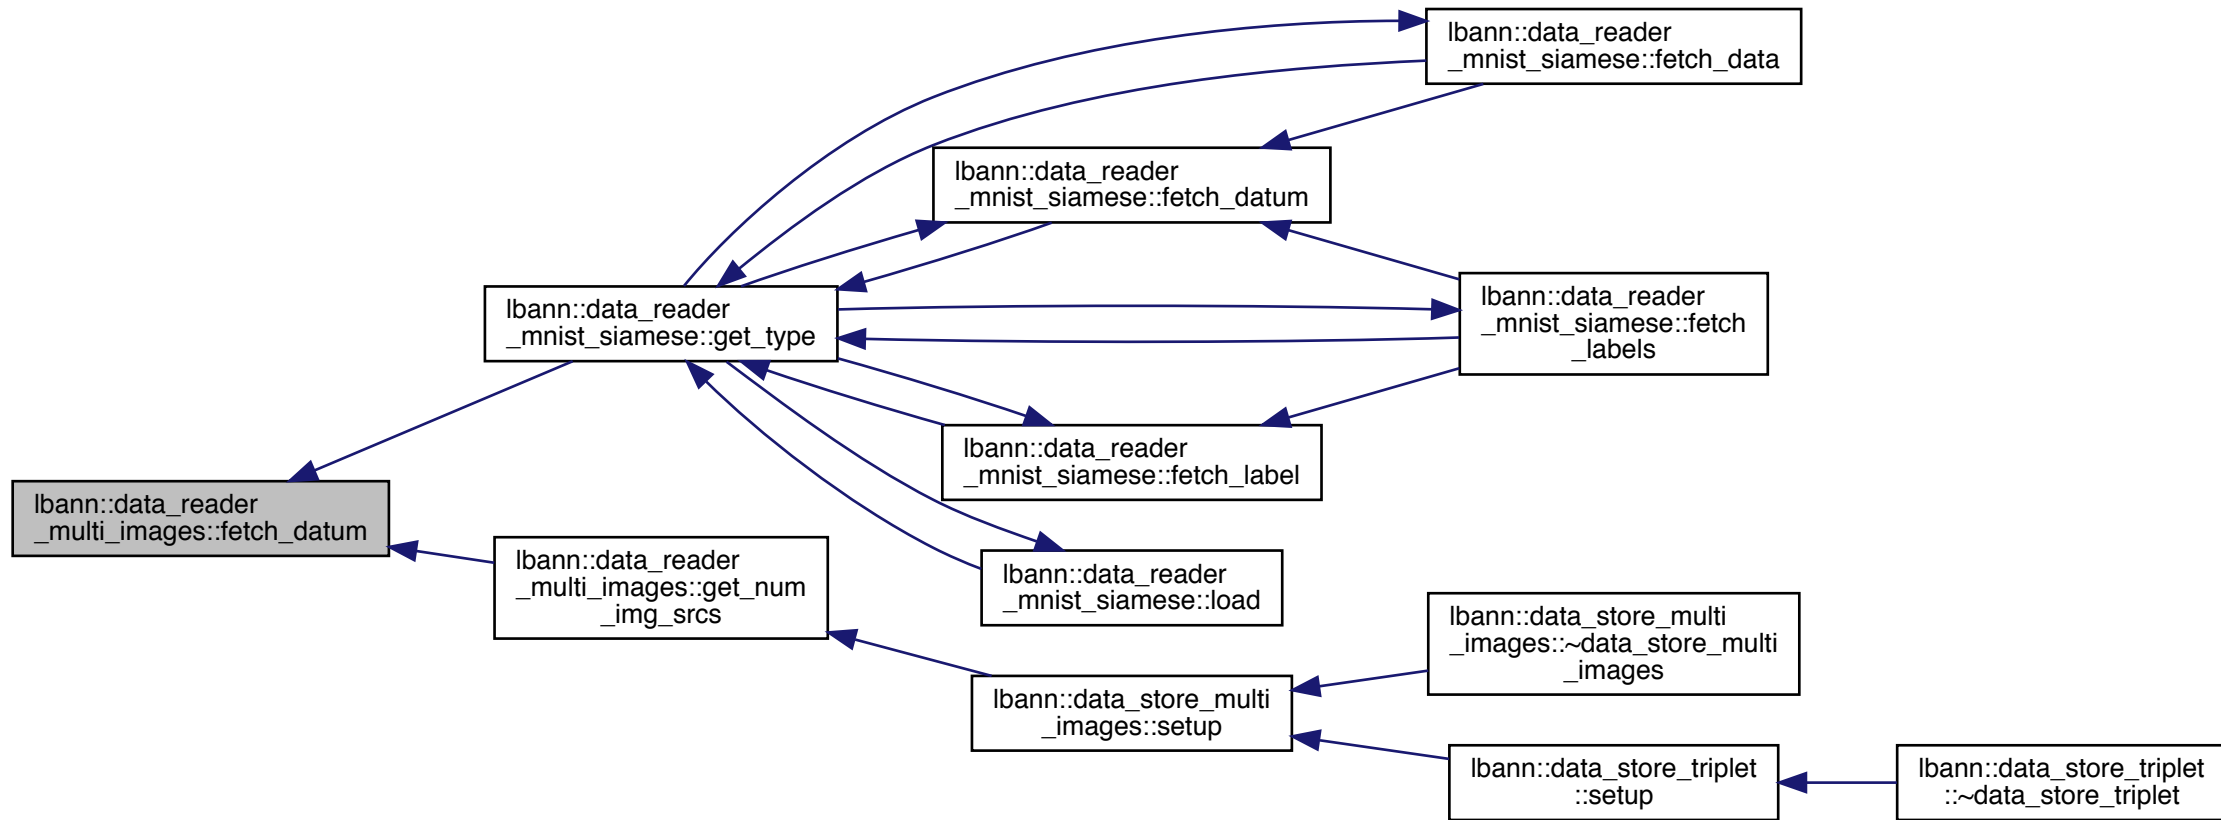 lbann::data_reader
_mnist_siamese::fetch_data
lbann::data_reader
_mnist_siamese::fetch_datum
lbann::data_reader
_mnist_siamese::get_type
lbann::data_reader
_mnist_siamese::fetch
_labels
lbann::data_reader
_mnist_siamese::fetch_label
lbann::data_reader
_multi_images::fetch_datum
lbann::data_reader
_multi_images::get_num
_img_srcs
lbann::data_reader
_mnist_siamese::load
lbann::data_store_multi
_images::~data_store_multi
_images
lbann::data_store_multi
_images::setup
lbann::data_store_triplet
::setup
lbann::data_store_triplet
::~data_store_triplet